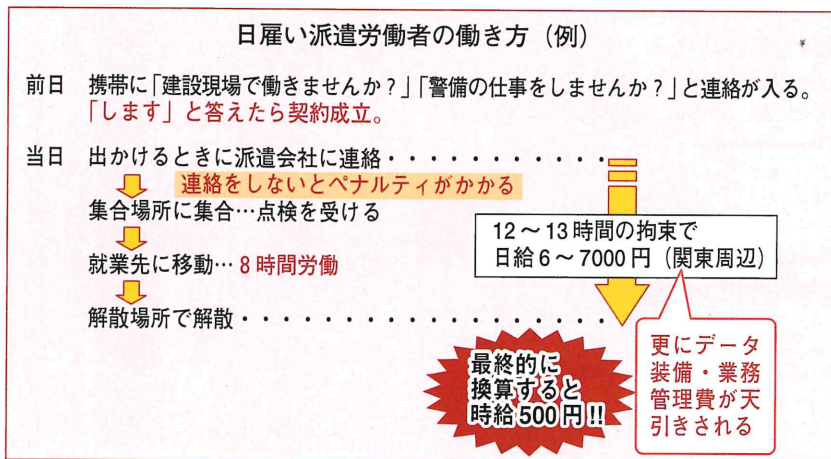 日雇い派遣労働者の働き方（例）
前日 携帯に「建設現場で働きませんか？」「警備の仕事をしませんか？」と連絡が入る。
「します」と答えたら契約成立。
当日 出かけるときに派遣会社に連絡・・・・・・・・・・・
連絡をしないとペナルティがかかる
集合場所に集合…点検を受ける
就業先に移動…8時間労働
解散場所で解散・・・・・・・・・・・・・・・・・・
12～13時間の拘束で
日給6～7000円（関東周辺）
更にデータ
装備・業務
管理費が天
引きされる
最終的に
換算すると
時給500円!!